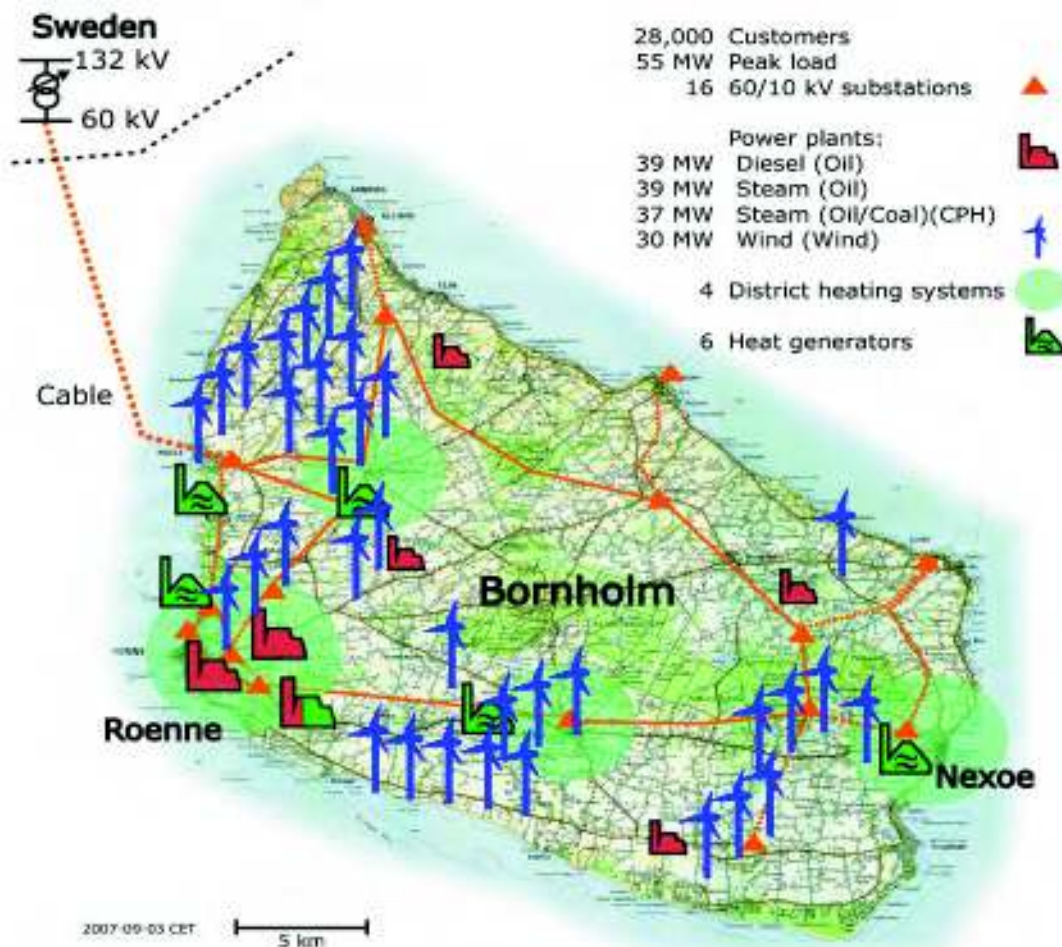 Sweden
132 kV
60 kV
28,000 Customers
55 MW Peak load
16 60/10 kV substations
Power plants:
39 MW Diesel (Oil)
39 MW Steam (Oil)
37 MW Steam (Oil/Coal)(CPH)
30 MW Wind (Wind)
4 District heating systems
6 Heat generators
Cable
Bornholm
Roenne
Nexoe
2007-09-03 CET
5 km